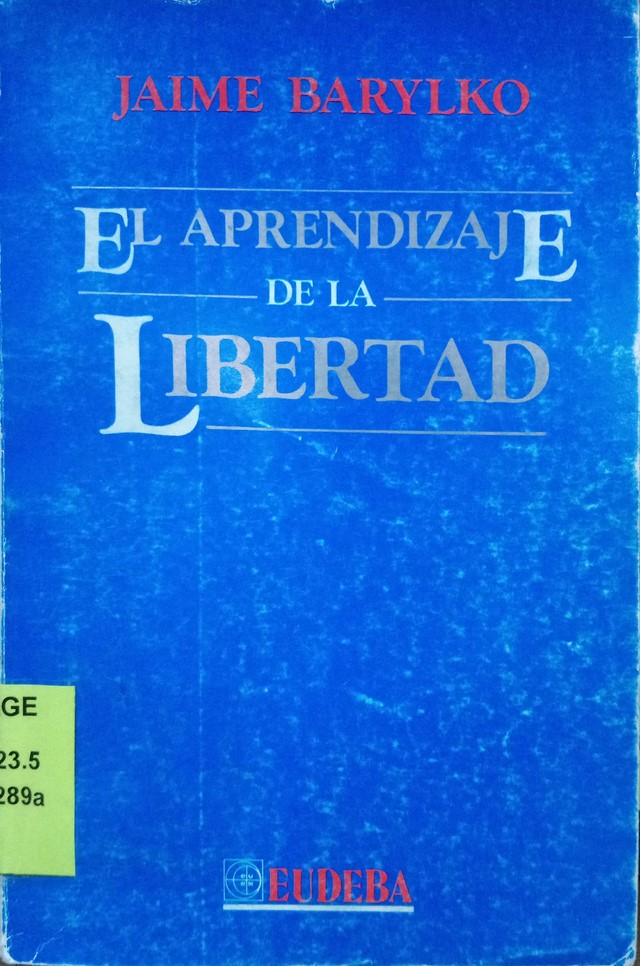 JAIME BARYLKO
EL APRENDIZAJE
DE LA
LIBERTAD
GE
23.5
289a
EUDEBA